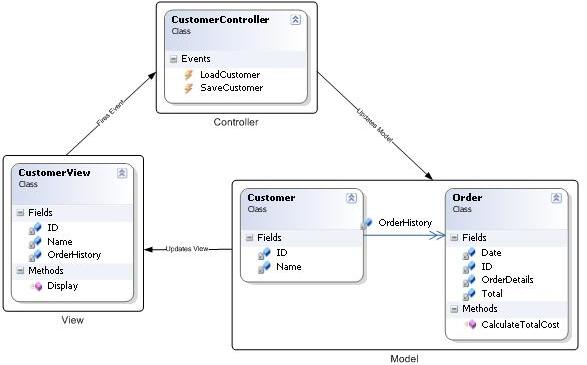 CustomerController
Class
Events
LoadCustomer
SaveCustomer
Controller
Fires Event
Updates Model
CustomerView
Class
Fields
ID
Name
OrderHistory
Methods
Display
View
Updates View
Customer
Class
Fields
ID
Name
OrderHistory
Order
Class
Fields
Date
ID
OrderDetails
Total
Methods
CalculateTotalCost
Model